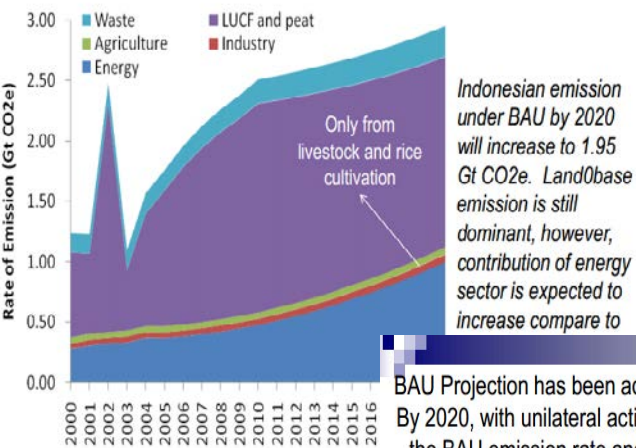 3.00
2.50
2.00
1.50
1.00
0.50
0.00
Rate of Emission (Gt CO2e)
Waste
LUCF and peat
Agriculture
Industry
Energy
Only from
livestock and rice
cultivation
2000
2001
2002
2003
2004
2005
2006
2007
2008
2009
2010
2011
2012
2013
2014
2015
2016
Indonesian emission
under BAU by 2020
will increase to 1.95
Gt CO2e. Land0base
emission is still
dominant, however,
contribution of energy
sector is expected to
increase compare to
BAU Projection has been
By 2020, with unilateral
the BAU emission rate